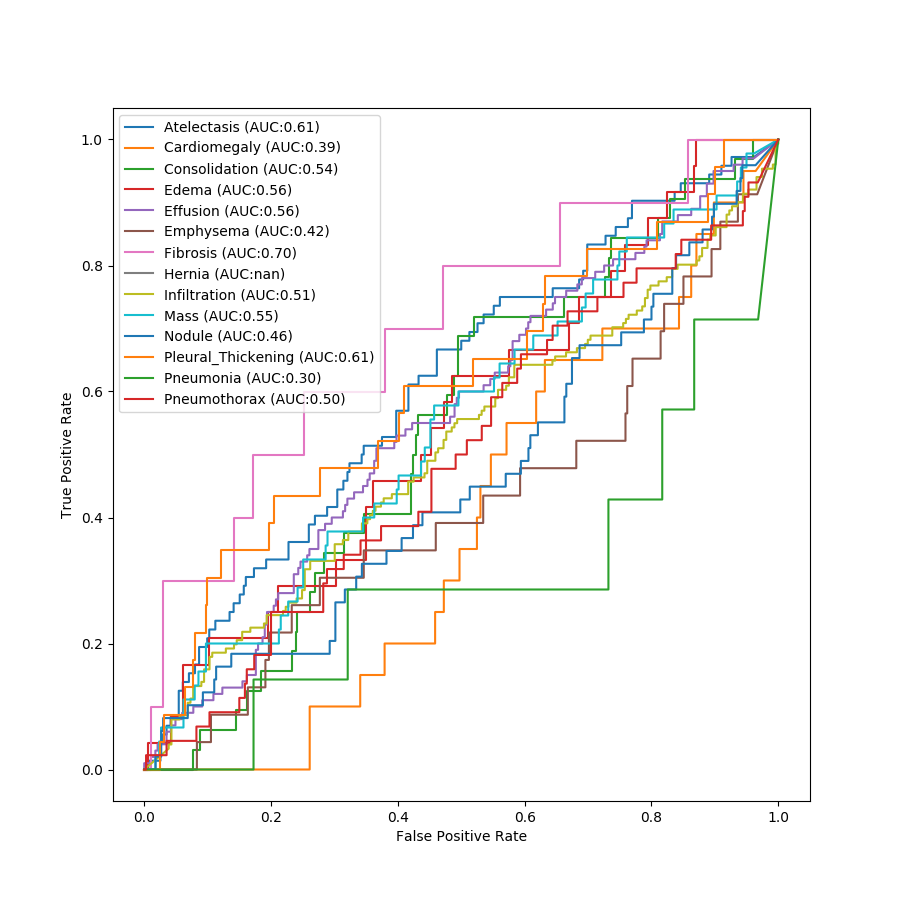 Atelectasis (AUC:0.61)
Cardiomegaly (AUC:0.39)
Consolidation (AUC:0.54)
Edema (AUC:0.56)
Effusion (AUC:0.56)
Emphysema (AUC:0.42)
Fibrosis (AUC:0.70)
Hernia (AUC:nan)
Infiltration (AUC:0.51)
Mass (AUC:0.55)
Nodule (AUC:0.46)
Pleural_Thickening (AUC:0.61)
Pneumonia (AUC:0.30)
Pneumothorax (AUC:0.50)
1.0
0.8
0.6
0.4
0.2
0.0
True Positive Rate
0.0 0.2 0.4 0.6 0.8 1.0
False Positive Rate